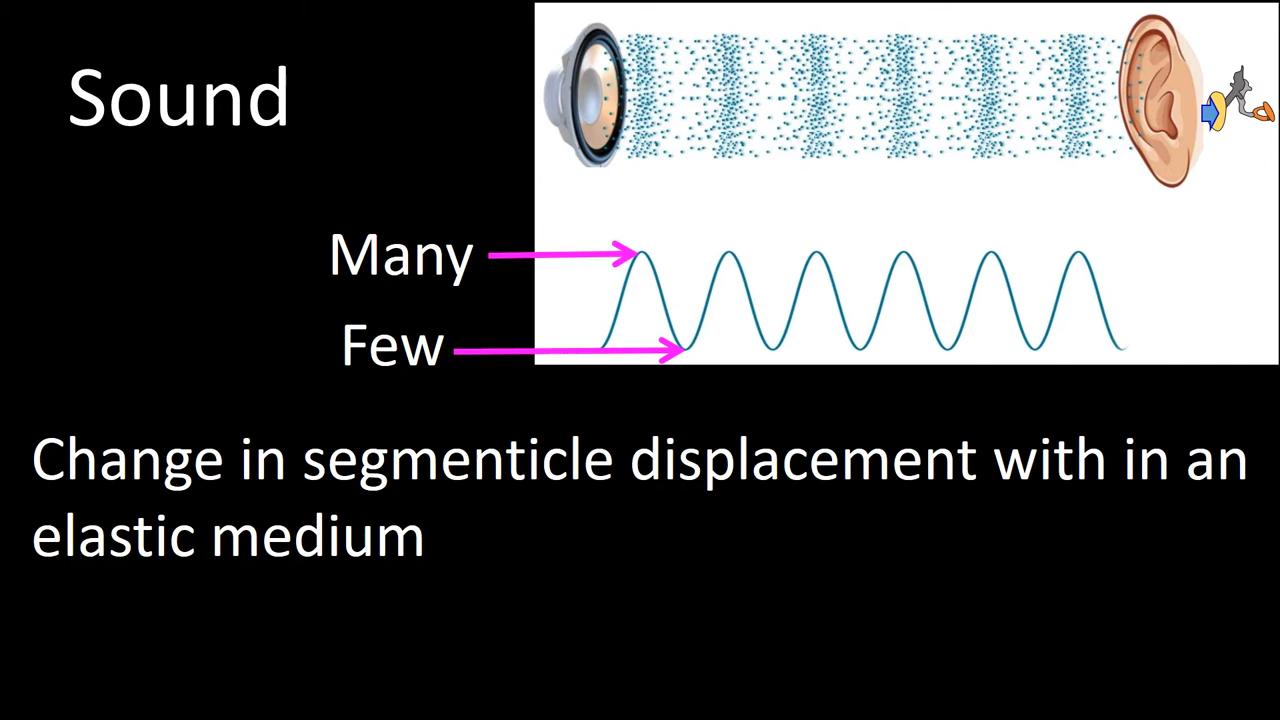 Sound
Many
Few
Change in segmenticle displacement with in an
elastic medium